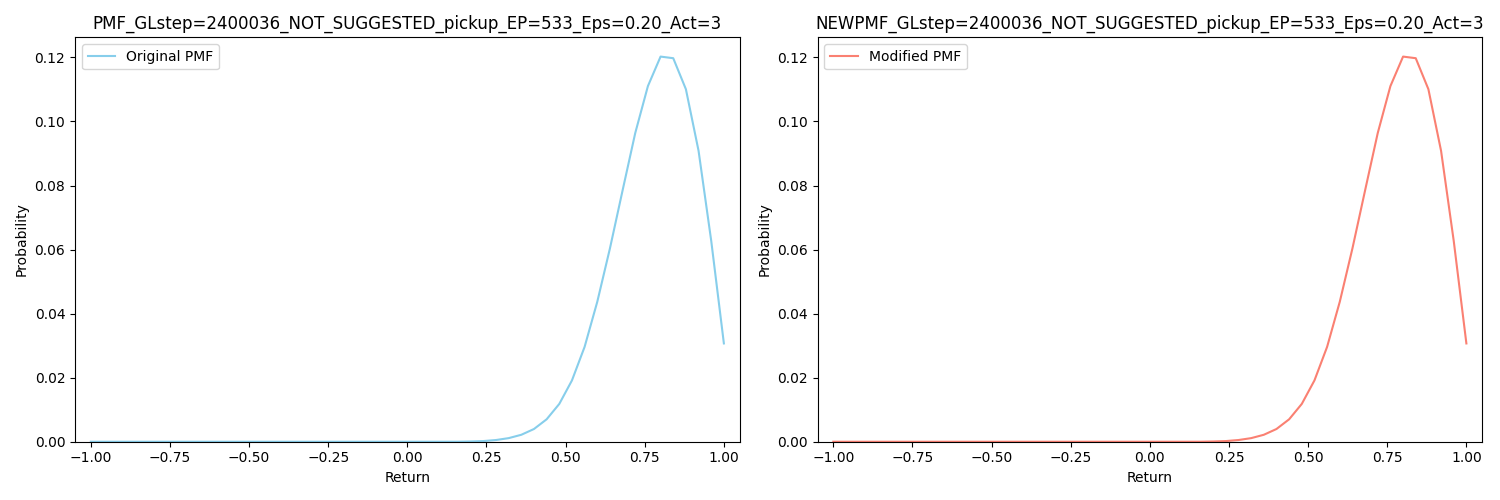 PMF_GLstep=2400036_NOT_SUGGESTED_pickup_EP=533_Eps=0.20_Act=3
Original PMF
Probability
0.12
0.10
0.08
0.06
0.04
0.02
0.00
−1.00 −0.75 −0.50 −0.25 0.00 0.25 0.50 0.75 1.00
Return
NEWPMF_GLstep=2400036_NOT_SUGGESTED_pickup_EP=533_Eps=0.20_Act=3
Modified PMF
Probability
0.12
0.10
0.08
0.06
0.04
0.02
0.00
−1.00 −0.75 −0.50 −0.25 0.00 0.25 0.50 0.75 1.00
Return